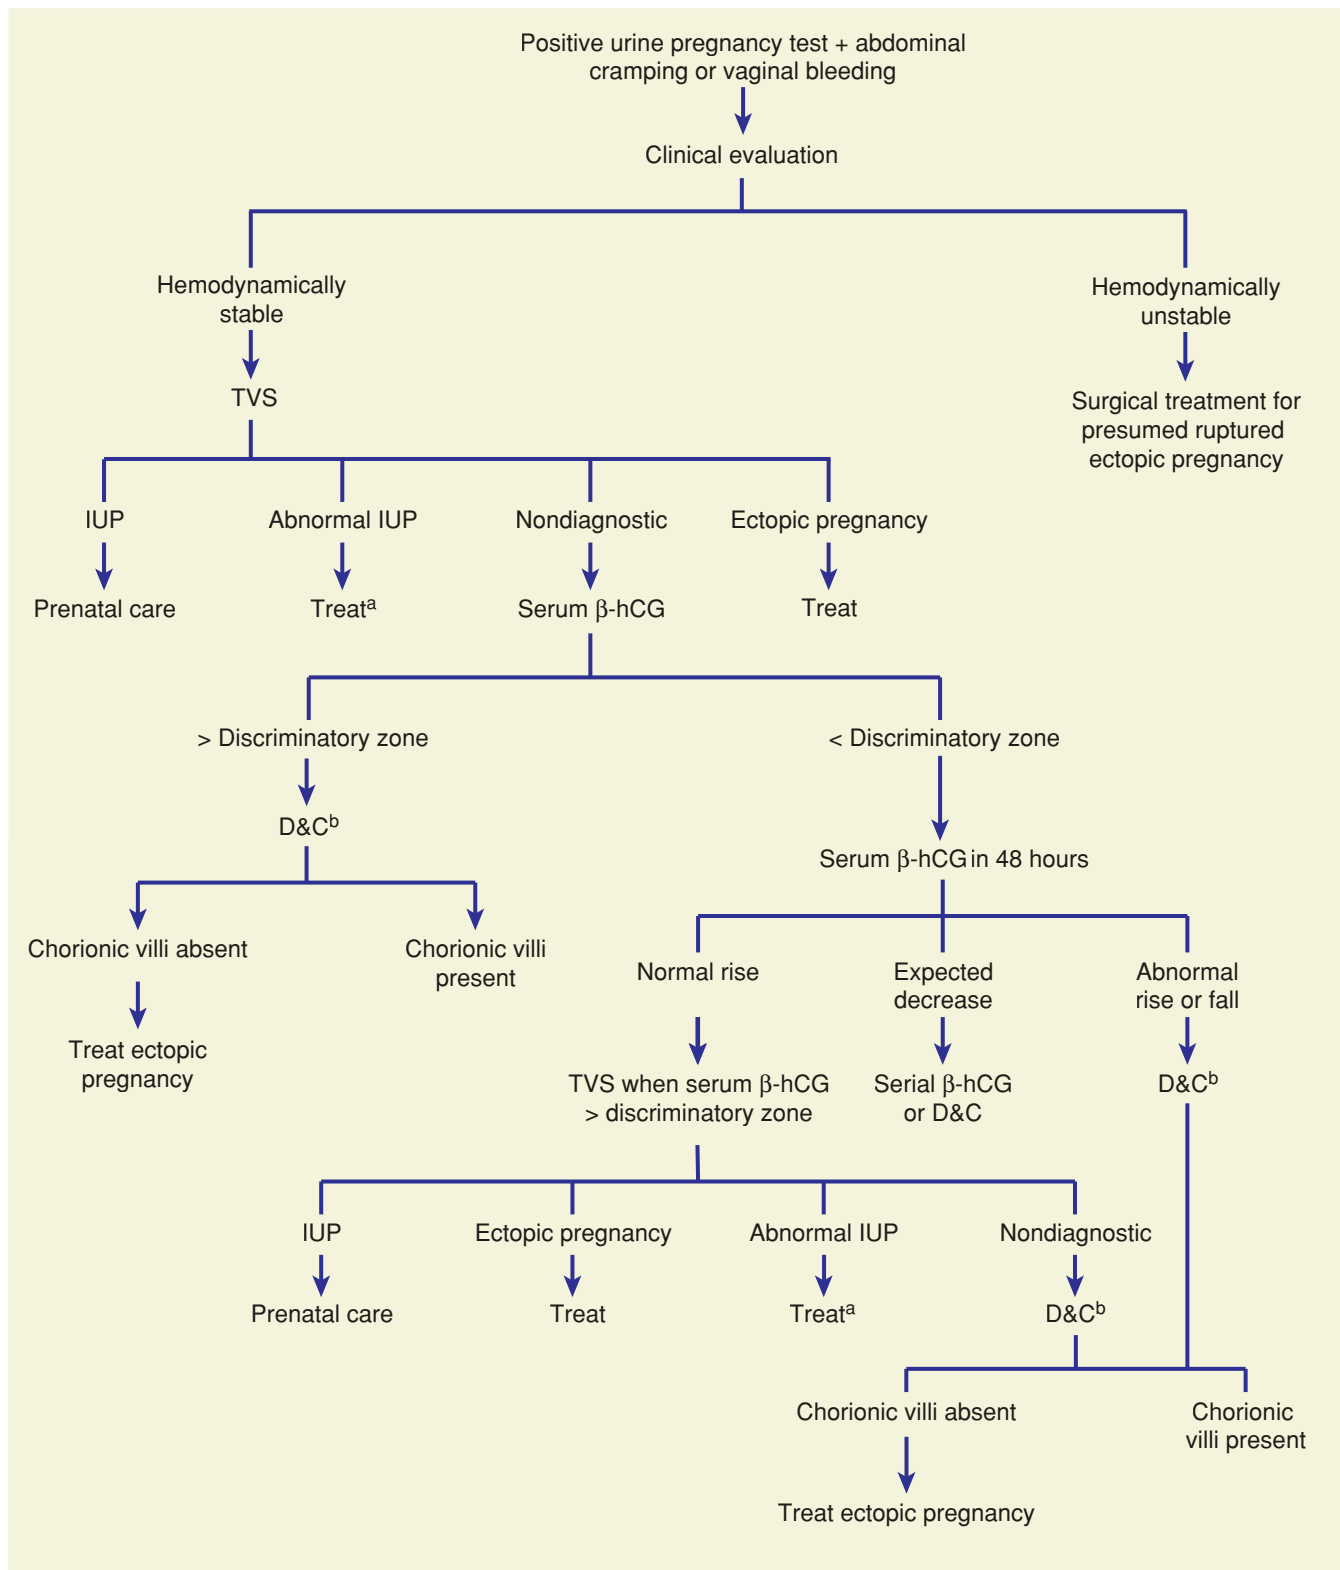 Positive urine pregnancy test + abdominal
cramping or vaginal bleeding
Clinical evaluation
Hemodynamically
stable
Hemodynamically
unstable
TVS
Surgical treatment for
presumed ruptured
ectopic pregnancy
IUP
Abnormal IUP
Nondiagnostic
Ectopic pregnancy
Prenatal care
Treatᵃ
Serum β-hCG
Treat
> Discriminatory zone
< Discriminatory zone
D&Cᵇ
Serum β-hCG in 48 hours
Chorionic villi absent
Chorionic villi
present
Normal rise
Expected
decrease
Abnormal
rise or fall
Treat ectopic
pregnancy
TVS when serum β-hCG
> discriminatory zone
Serial β-hCG
or D&C
D&Cᵇ
IUP
Ectopic pregnancy
Abnormal IUP
Nondiagnostic
Prenatal care
Treat
Treatᵃ
D&Cᵇ
Chorionic villi absent
Chorionic
villi present
Treat ectopic pregnancy